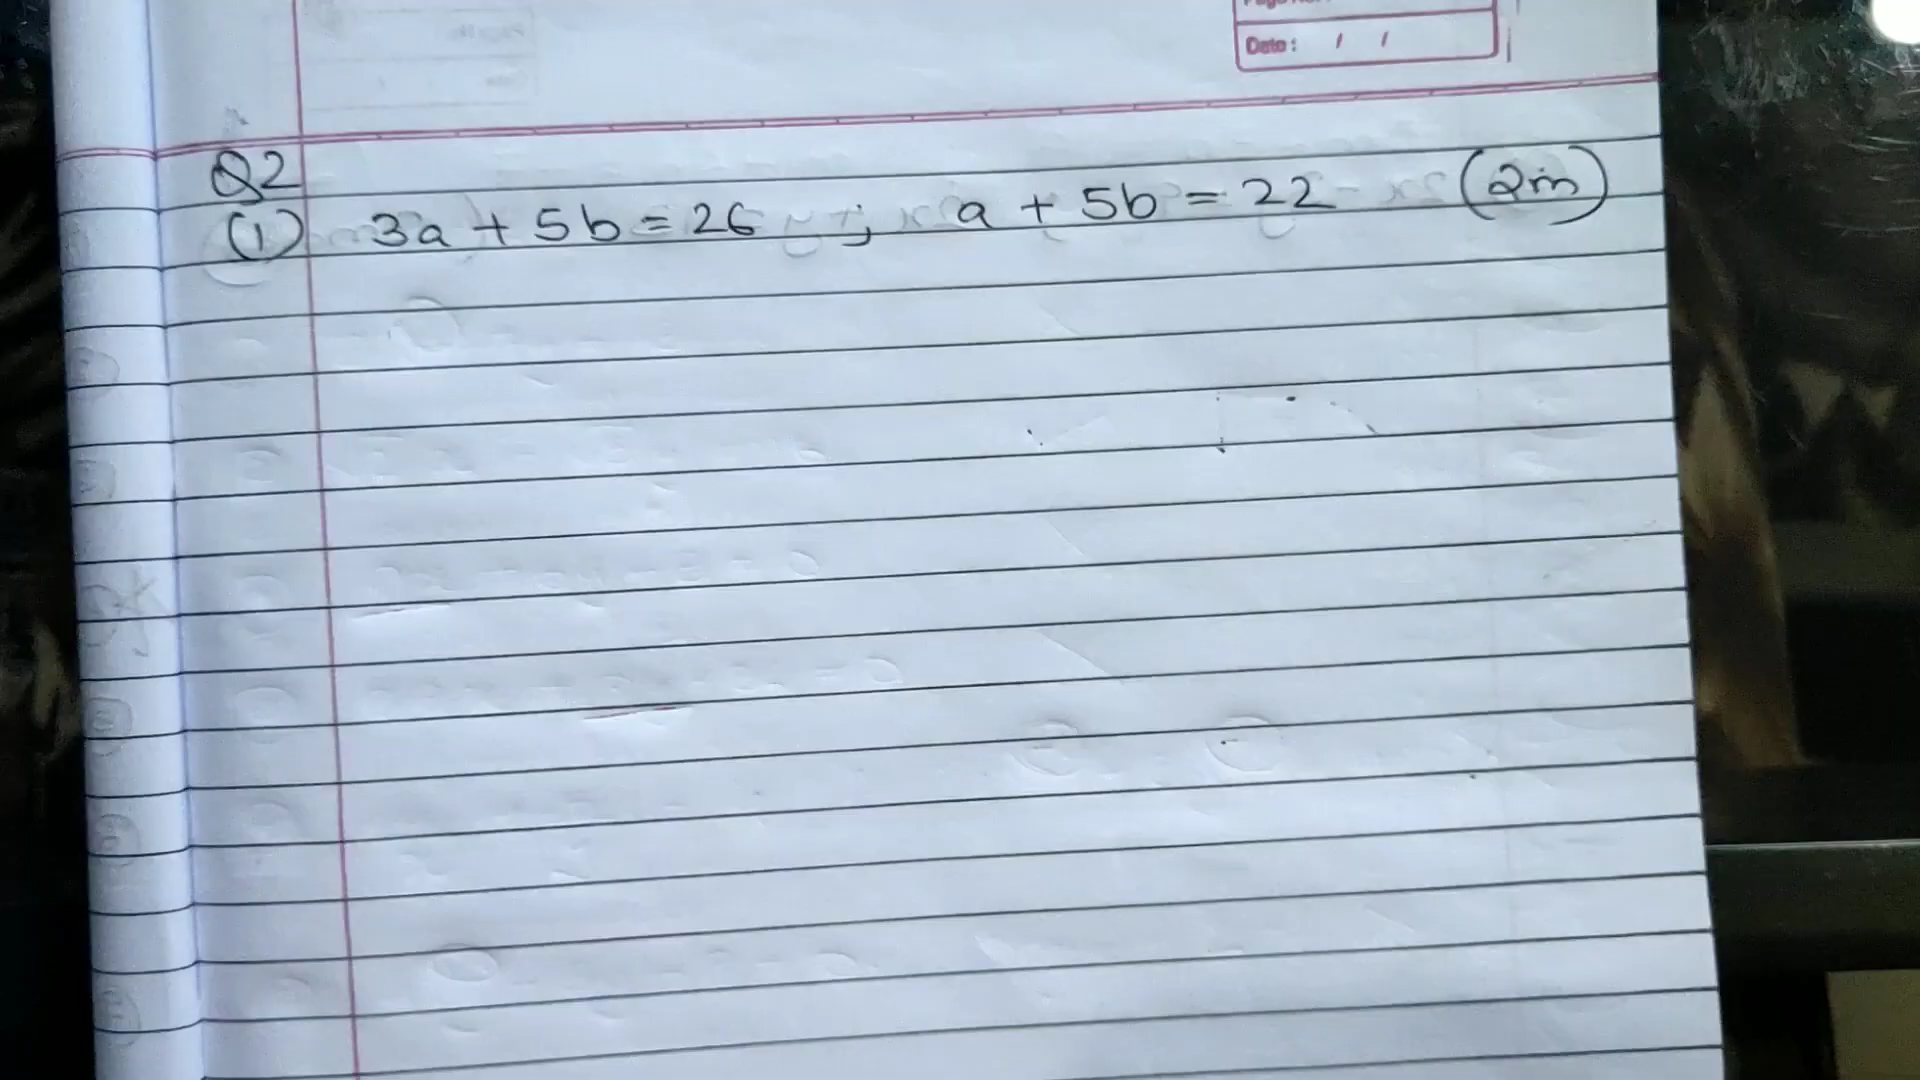 Date : / /
Q2
(1) 3a + 5b = 26 ; a + 5b = 22 (2m)